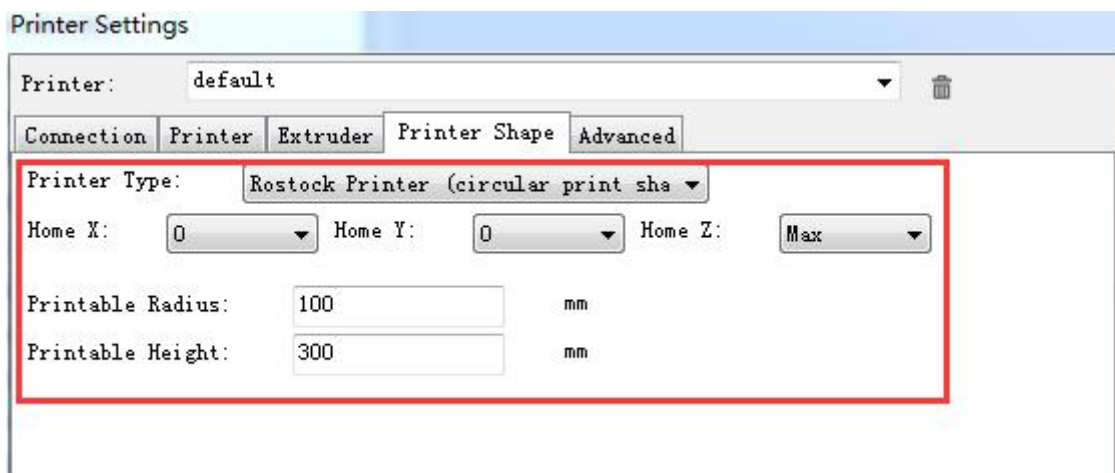 Printer Settings
Printer: default
Connection Printer Extruder Printer Shape Advanced
Printer Type: Rostock Printer (circular print sha
Home X: 0 Home Y: 0 Home Z: Max
Printable Radius: 100 mm
Printable Height: 300 mm